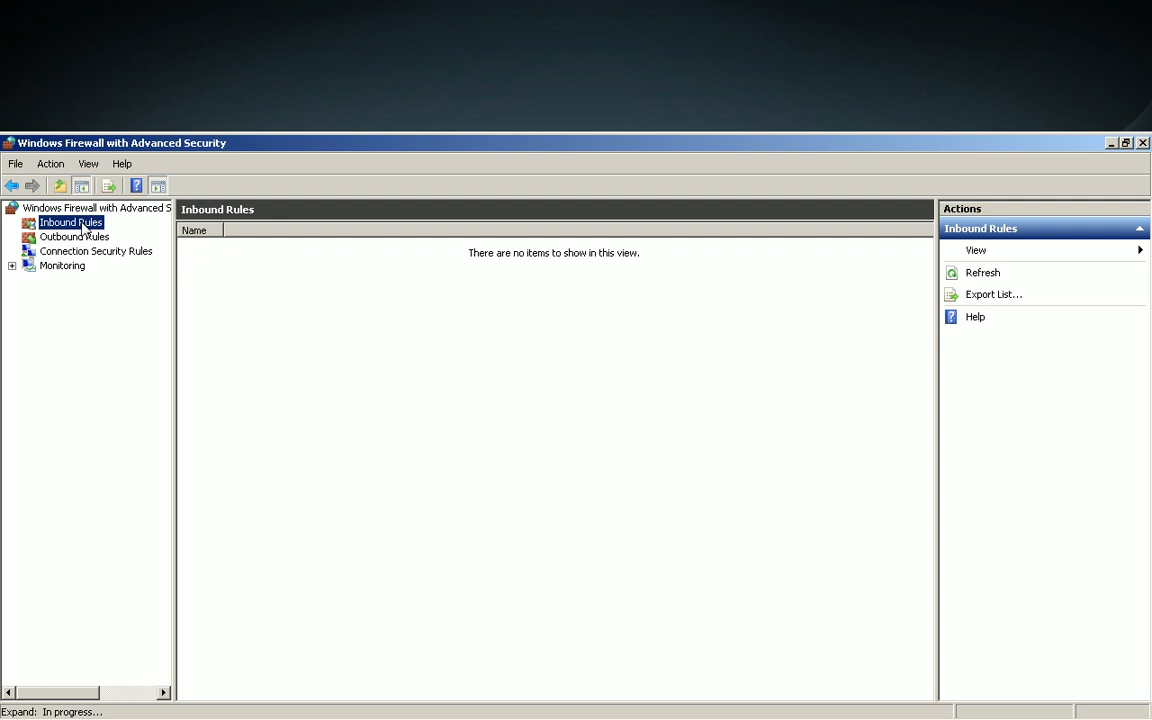 Windows Firewall with Advanced Security
File Action View Help
Windows Firewall with Advanced S
Inbound Rules
Outbound Rules
Connection Security Rules
Monitoring
Inbound Rules
Name
There are no items to show in this view.
Actions
Inbound Rules
View
Refresh
Export List...
Help
Expand: In progress...